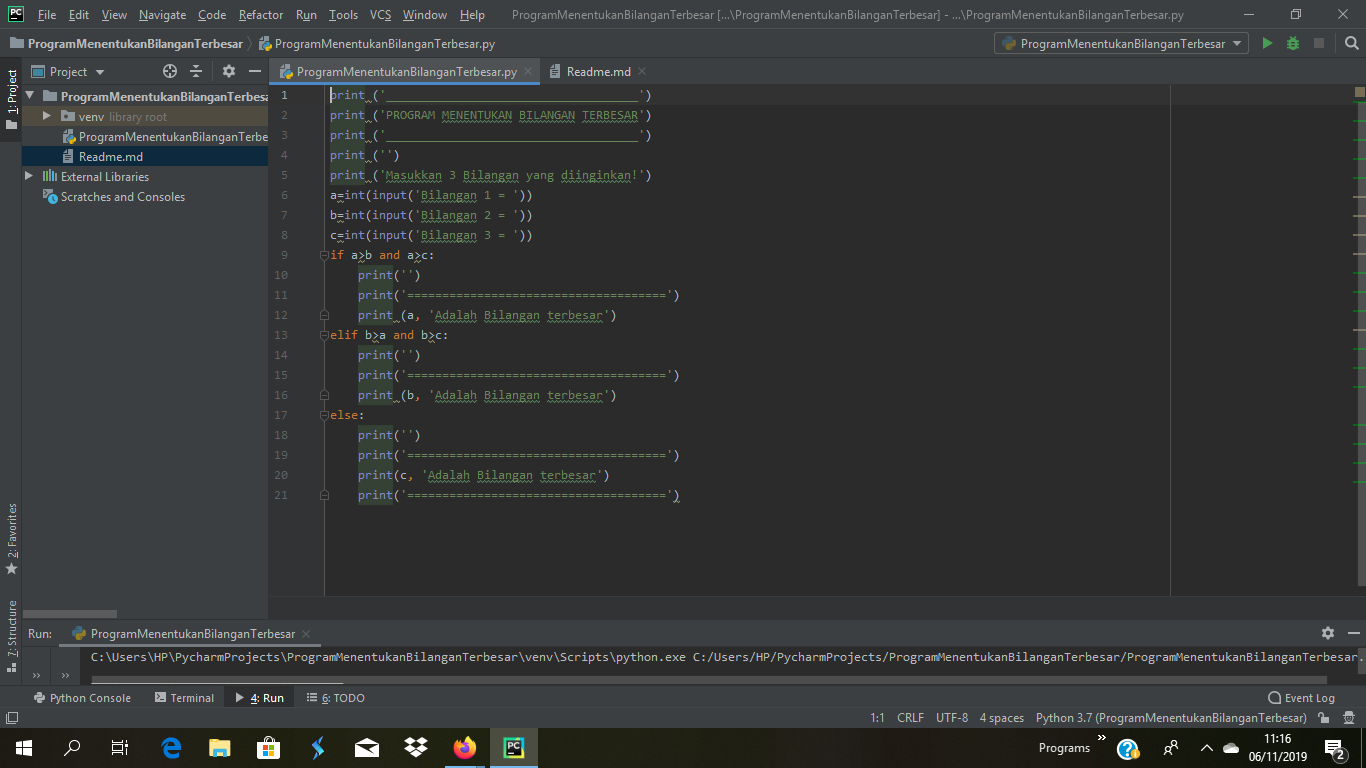 File Edit View Navigate Code Refactor Run Tools VCS Window Help ProgramMenentukanBilanganTerbesar [...\ProgramMenentukanBilanganTerbesar] - ...\ProgramMenentukanBilanganTerbesar.py
ProgramMenentukanBilanganTerbesar ProgramMenentukanBilanganTerbesar.py ProgramMenentukanBilanganTerbesar
1: Project
Project
ProgramMenentukanBilanganTerbesar.py Readme.md
ProgramMenentukanBilanganTerbesa
venv library root
ProgramMenentukanBilanganTerbe
Readme.md
External Libraries
Scratches and Consoles
1 print ('____________________________________')
2 print ('PROGRAM MENENTUKAN BILANGAN TERBESAR')
3 print ('____________________________________')
4 print ('')
5 print ('Masukkan 3 Bilangan yang diinginkan!')
6 a=int(input('Bilangan 1 = '))
7 b=int(input('Bilangan 2 = '))
8 c=int(input('Bilangan 3 = '))
9 if a>b and a>c:
10 print('')
11 print('=====================================')
12 print (a, 'Adalah Bilangan terbesar')
13 elif b>a and b>c:
14 print('')
15 print('=====================================')
16 print (b, 'Adalah Bilangan terbesar')
17 else:
18 print('')
19 print('=====================================')
20 print(c, 'Adalah Bilangan terbesar')
21 print('=====================================')
2: Favorites
7: Structure
Run: ProgramMenentukanBilanganTerbesar
C:\Users\HP\PycharmProjects\ProgramMenentukanBilanganTerbesar\venv\Scripts\python.exe C:/Users/HP/PycharmProjects/ProgramMenentukanBilanganTerbesar/ProgramMenentukanBilanganTerbesar.
Python Console Terminal 4: Run 6: TODO Event Log
1:1 CRLF UTF-8 4 spaces Python 3.7 (ProgramMenentukanBilanganTerbesar)
Programs
11:16
06/11/2019
2